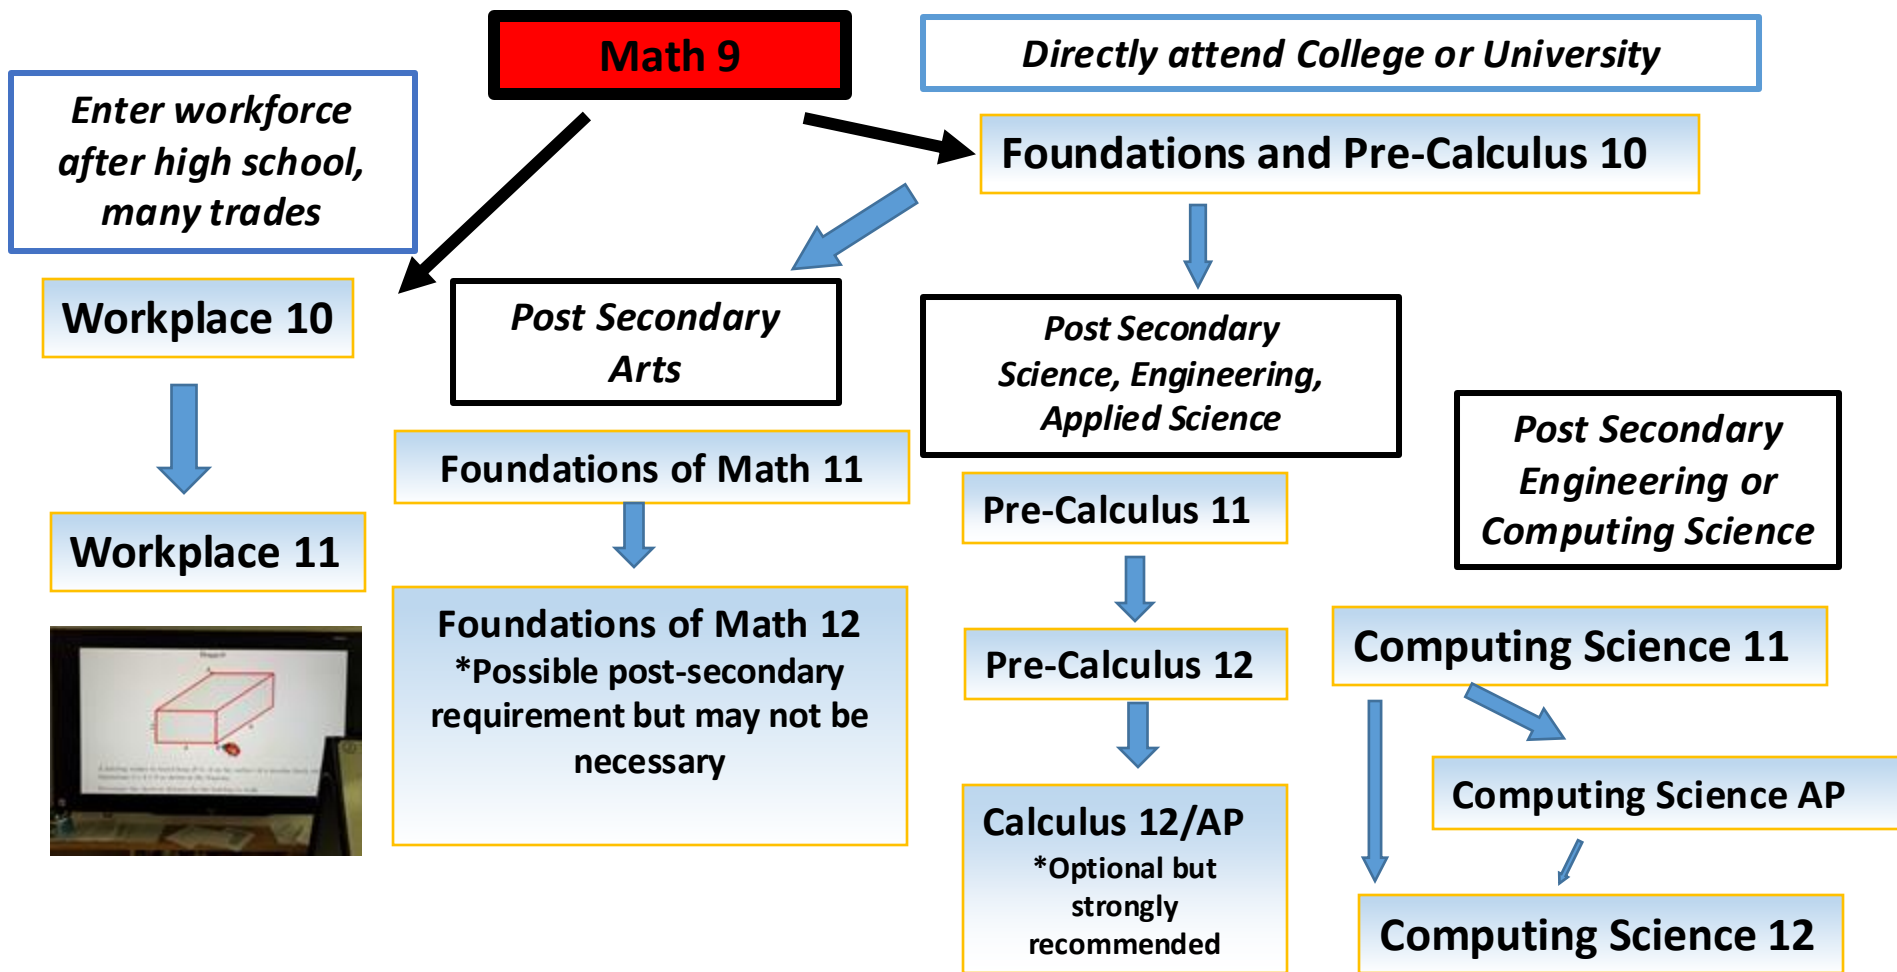 Math 9
Directly attend College or University
Enter workforce
after high school,
many trades
Foundations and Pre-Calculus 10
Workplace 10
Post Secondary
Arts
Post Secondary
Science, Engineering,
Applied Science
Post Secondary
Engineering or
Computing Science
Foundations of Math 11
Pre-Calculus 11
Workplace 11
Foundations of Math 12
*Possible post-secondary
requirement but may not be
necessary
Pre-Calculus 12
Computing Science 11
Computing Science AP
Calculus 12/AP
*Optional but
strongly
recommended
Computing Science 12